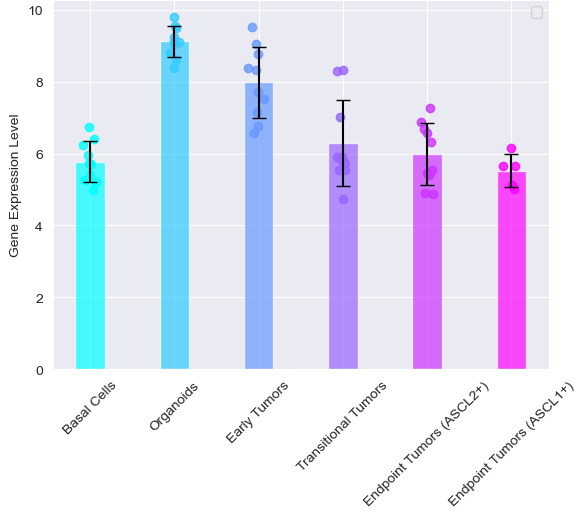 Gene Expression Level
10
8
6
4
2
0
Basal Cells
Organoids
Early Tumors
Transitional Tumors
Endpoint Tumors (ASCL2+)
Endpoint Tumors (ASCL1+)